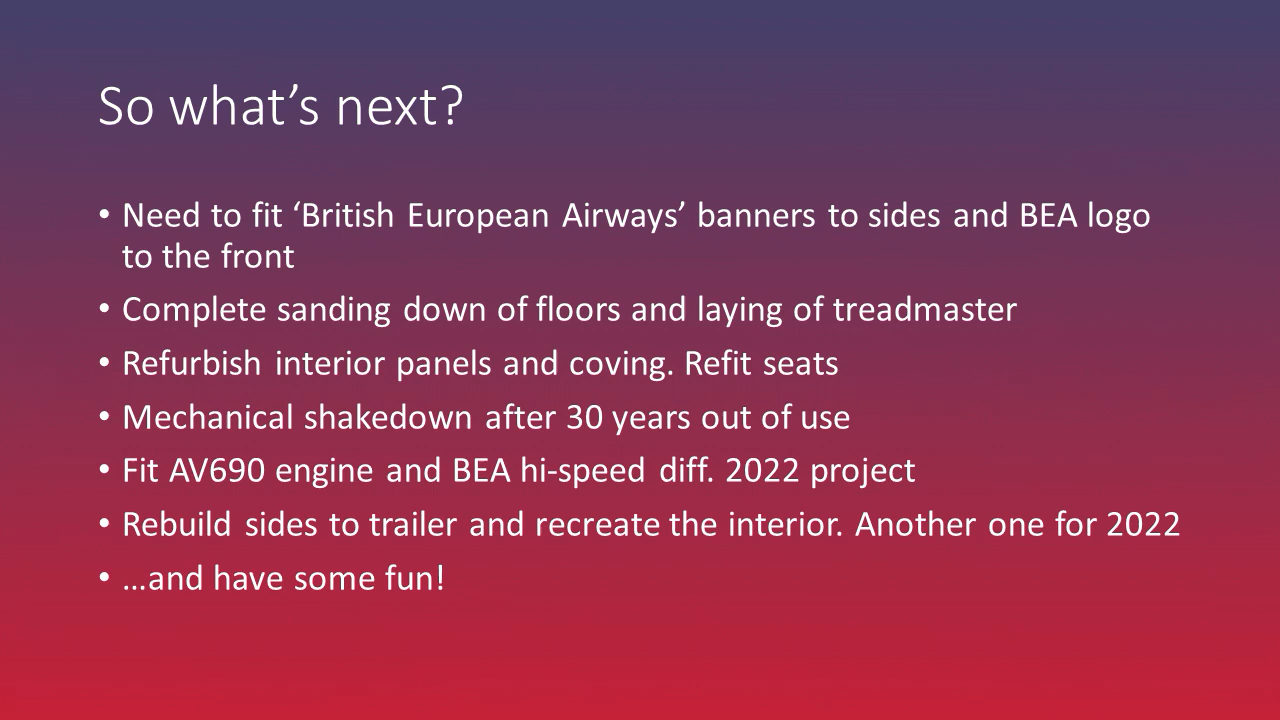 So what’s next?
• Need to fit ‘British European Airways’ banners to sides and BEA logo
to the front
• Complete sanding down of floors and laying of treadmaster
• Refurbish interior panels and coving. Refit seats
• Mechanical shakedown after 30 years out of use
• Fit AV690 engine and BEA hi-speed diff. 2022 project
• Rebuild sides to trailer and recreate the interior. Another one for 2022
• …and have some fun!